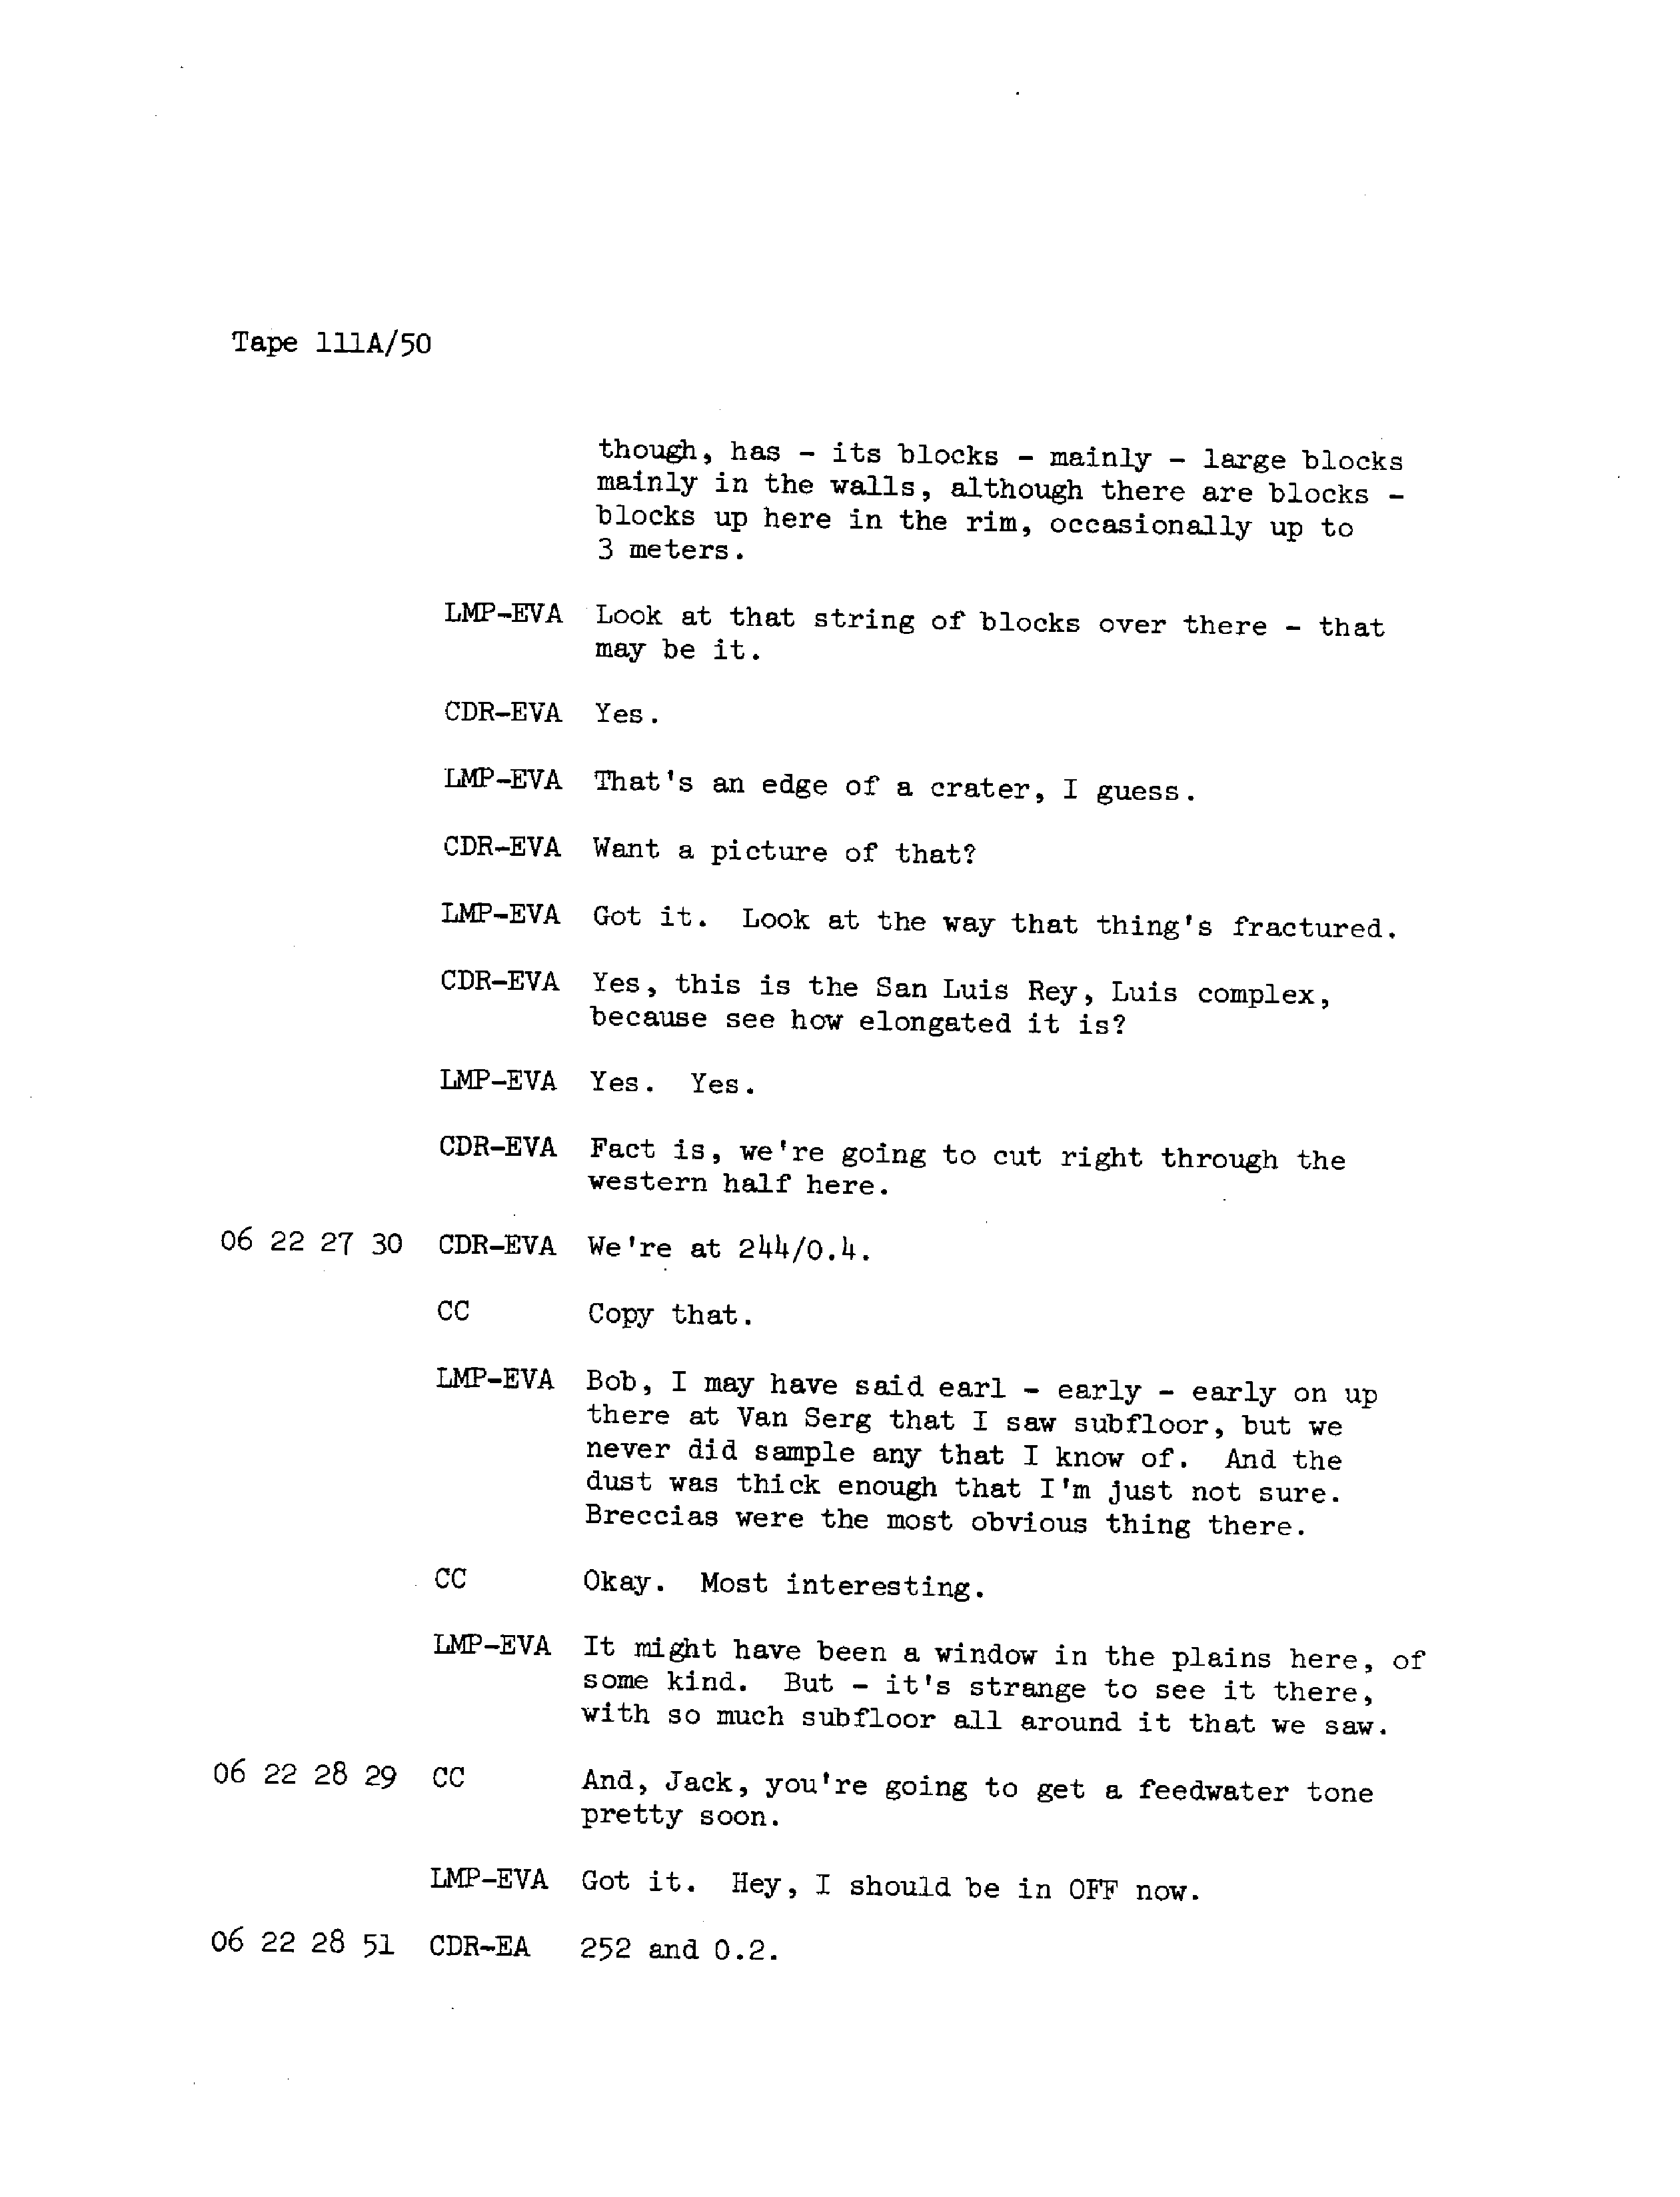 Tape 111A/50
though, has - its blocks - mainly - large blocks
mainly in the walls, although there are blocks -
blocks up here in the rim, occasionally up to
3 meters.
LMP-EVA Look at that string of blocks over there - that
may be it.
CDR-EVA Yes.
LMP-EVA That's an edge of a crater, I guess.
CDR-EVA Want a picture of that?
LMP-EVA Got it. Look at the way that thing's fractured.
CDR-EVA Yes, this is the San Luis Rey, Luis complex,
because see how elongated it is?
LMP-EVA Yes. Yes.
CDR-EVA Fact is, we're going to cut right through the
western half here.
06 22 27 30 CDR-EVA We're at 244/0.4.
CC Copy that.
LMP-EVA Bob, I may have said earl - early - early on up
there at Van Serg that I saw subfloor, but we
never did sample any that I know of. And the
dust was thick enough that I'm just not sure.
Breccias were the most obvious thing there.
CC Okay. Most interesting.
LMP-EVA It might have been a window in the plains here, of
some kind. But - it's strange to see it there,
with so much subfloor all around it that we saw.
06 22 28 29 CC And, Jack, you're going to get a feedwater tone
pretty soon.
LMP-EVA Got it. Hey, I should be in OFF now.
06 22 28 51 CDR-EA 252 and 0.2.